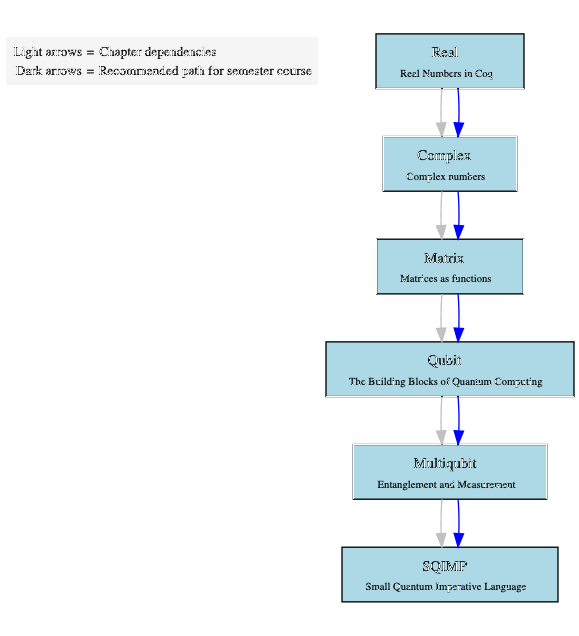 Light arrows = Chapter dependencies
Dark arrows = Recommended path for semester course
Real
Reel Numbers in Coq
Complex
Complex numbers
Matrix
Matrices as functions
Qubit
The Building Blocks of Quantum Computing
Multiqubit
Entanglement and Measurement
SQIMP
Small Quantum Imperative Language